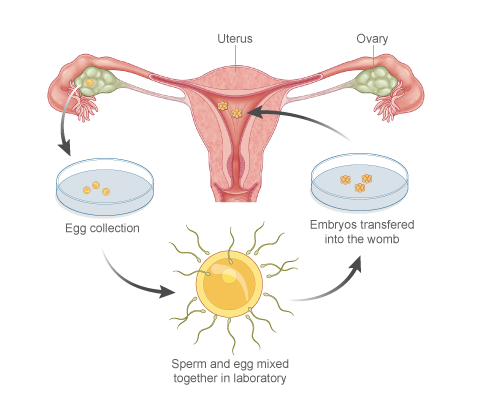 Uterus
Ovary
Egg collection
Embryos transfered
into the womb
Sperm and egg mixed
together in laboratory